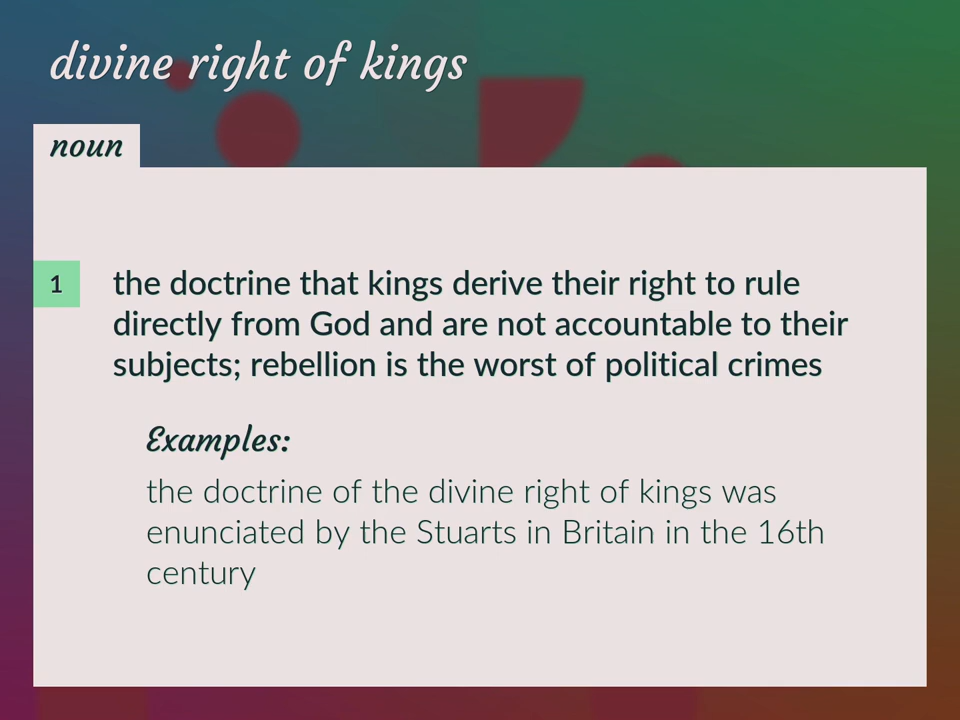 divine right of kings
noun
1
the doctrine that kings derive their right to rule
directly from God and are not accountable to their
subjects; rebellion is the worst of political crimes
Examples:
the doctrine of the divine right of kings was
enunciated by the Stuarts in Britain in the 16th
century